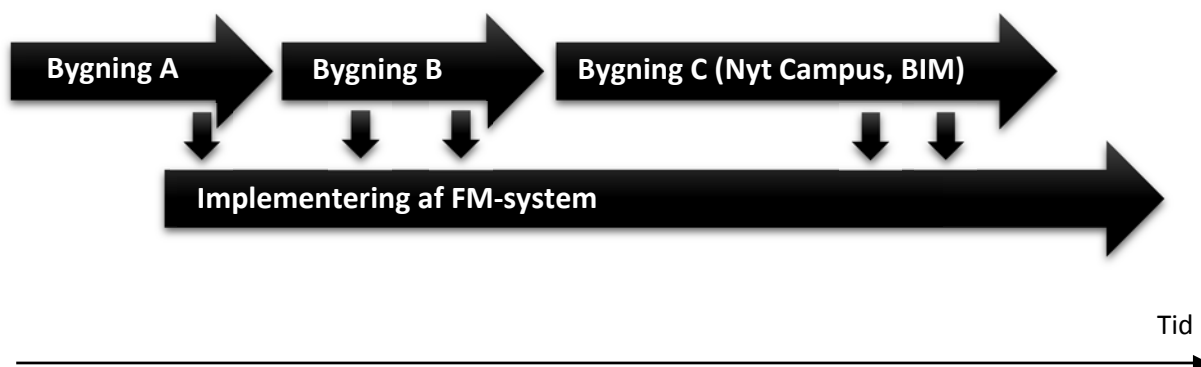 Bygning A
Bygning B
Bygning C (Nyt Campus, BIM)
Implementering af FM-system
Tid